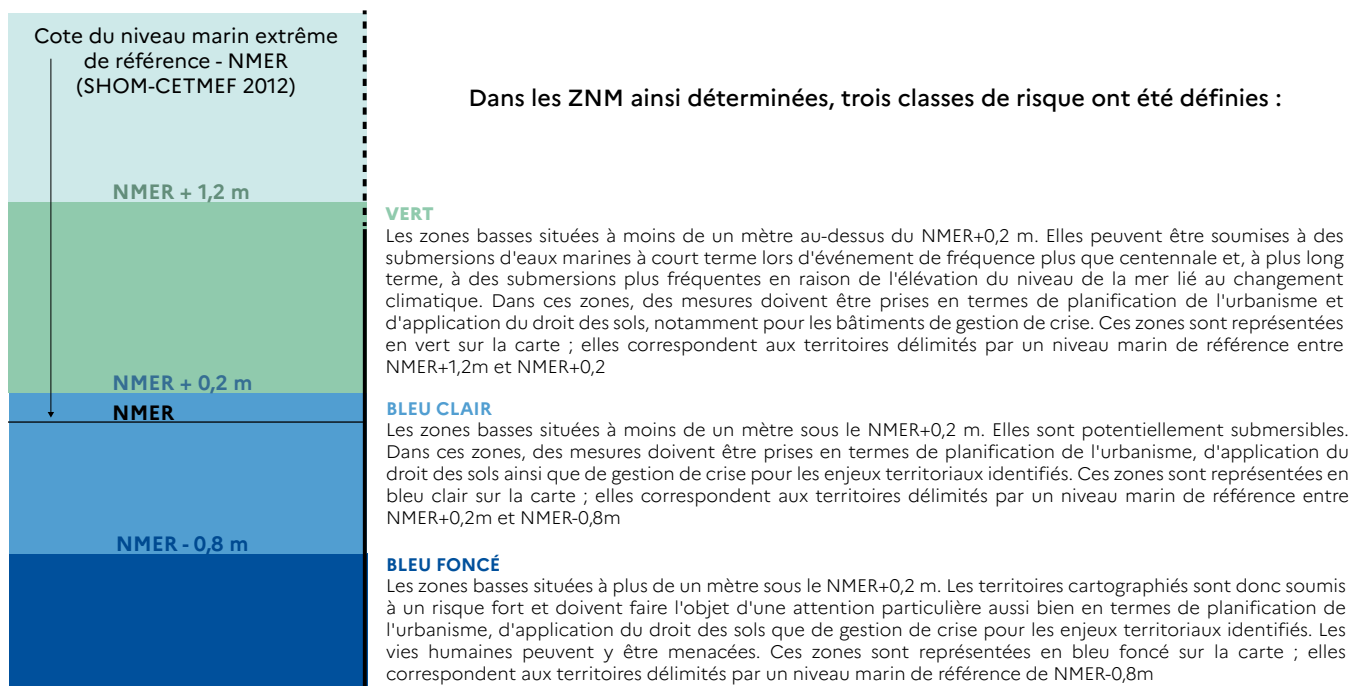 Cote du niveau marin extrême
de référence - NMER
(SHOM-CETMEF 2012)
Dans les ZNM ainsi déterminées, trois classes de risque ont été définies :
NMER + 1,2 m
VERT
Les zones basses situées à moins de un mètre au-dessus du NMER+0,2 m. Elles peuvent être soumises à des
submersions d'eaux marines à court terme lors d'événement de fréquence plus que centennale et, à plus long
terme, à des submersions plus fréquentes en raison de l'élévation du niveau de la mer lié au changement
climatique. Dans ces zones, des mesures doivent être prises en termes de planification de l'urbanisme et
d'application du droit des sols, notamment pour les bâtiments de gestion de crise. Ces zones sont représentées
en vert sur la carte ; elles correspondent aux territoires délimités par un niveau marin de référence entre
NMER+1,2m et NMER+0,2
NMER + 0,2 m
NMER
BLEU CLAIR
Les zones basses situées à moins de un mètre sous le NMER+0,2 m. Elles sont potentiellement submersibles.
Dans ces zones, des mesures doivent être prises en termes de planification de l'urbanisme, d'application du
droit des sols ainsi que de gestion de crise pour les enjeux territoriaux identifiés. Ces zones sont représentées en
bleu clair sur la carte ; elles correspondent aux territoires délimités par un niveau marin de référence entre
NMER+0,2m et NMER-0,8m
NMER - 0,8 m
BLEU FONCÉ
Les zones basses situées à plus de un mètre sous le NMER+0,2 m. Les territoires cartographiés sont donc soumis
à un risque fort et doivent faire l'objet d'une attention particulière aussi bien en termes de planification de
l'urbanisme, d'application du droit des sols que de gestion de crise pour les enjeux territoriaux identifiés. Les
vies humaines peuvent y être menacées. Ces zones sont représentées en bleu foncé sur la carte ; elles
correspondent aux territoires délimités par un niveau marin de référence de NMER-0,8m